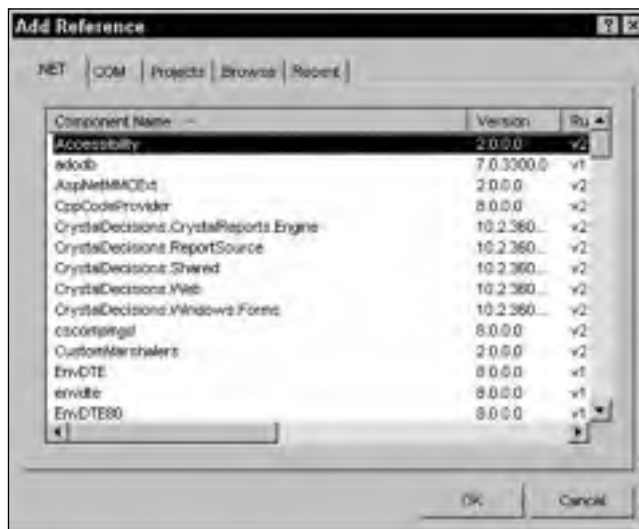 Add Reference
.NET COM Projects Browse Recent
Component Name Version Ru
Accessibility 2.0.0.0 v2
adodb 7.0.3300.0 v1
AspNetMMCExt 2.0.0.0 v2
CppCodeProvider 8.0.0.0 v2
CrystalDecisions.CrystalReports.Engine 10.2.360... v2
CrystalDecisions.ReportSource 10.2.360... v2
CrystalDecisions.Shared 10.2.360... v2
CrystalDecisions.Web 10.2.360... v2
CrystalDecisions.Windows.Forms 10.2.360... v2
cscompmgd 8.0.0.0 v2
CustomMarshalers 2.0.0.0 v2
EnvDTE 8.0.0.0 v1
envdte 8.0.0.0 v1
EnvDTE80 8.0.0.0 v1
OK Cancel